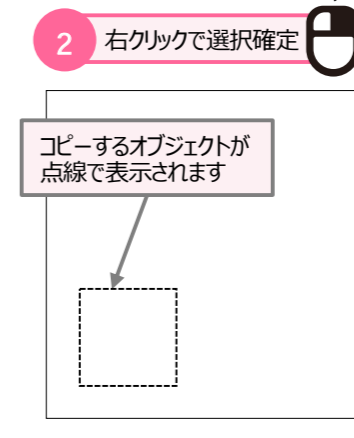 2 右クリックで選択確定
コピーするオブジェクトが
点線で表示されます